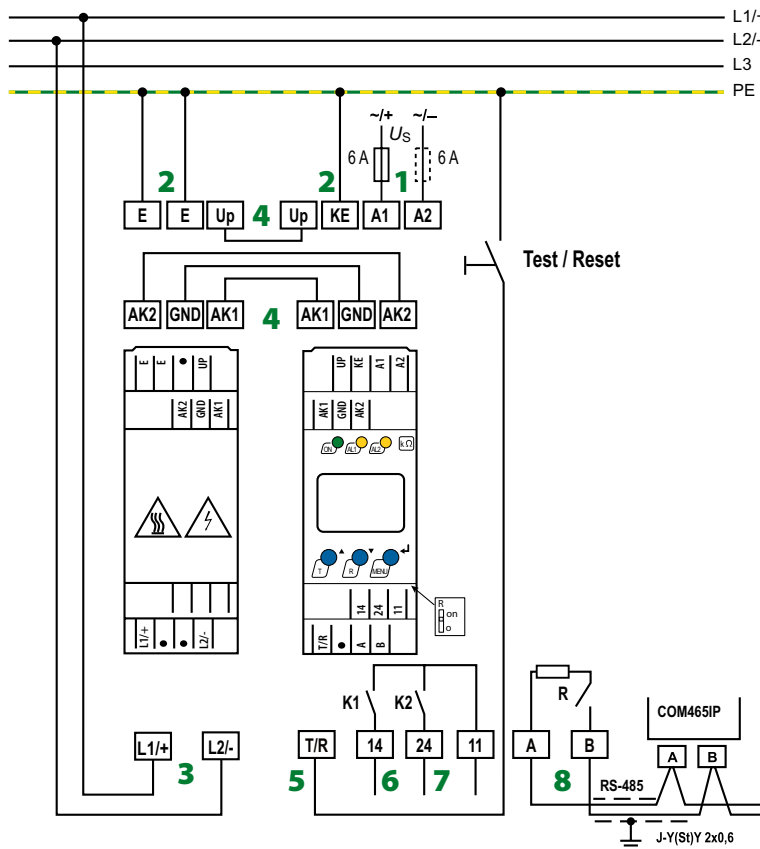 L1/+
L2/-
L3
PE
~/+ ~/–
US
6 A 6 A
2 2 1
E E Up 4 Up KE A1 A2
Test / Reset
AK2 GND AK1 4 AK1 GND AK2
E E UP
UP KE A1 A2
AK2 GND AK1
AK1 GND AK2
ON AL1 AL2 kΩ
T R MENU
R
on
o
14 24 11
L1/+ L2/-
T/R A B
K1 K2 R
COM465IP
L1/+ L2/- T/R 14 24 11 A B
A B
3 5 6 7 8
RS-485
J-Y(St)Y 2x0,6